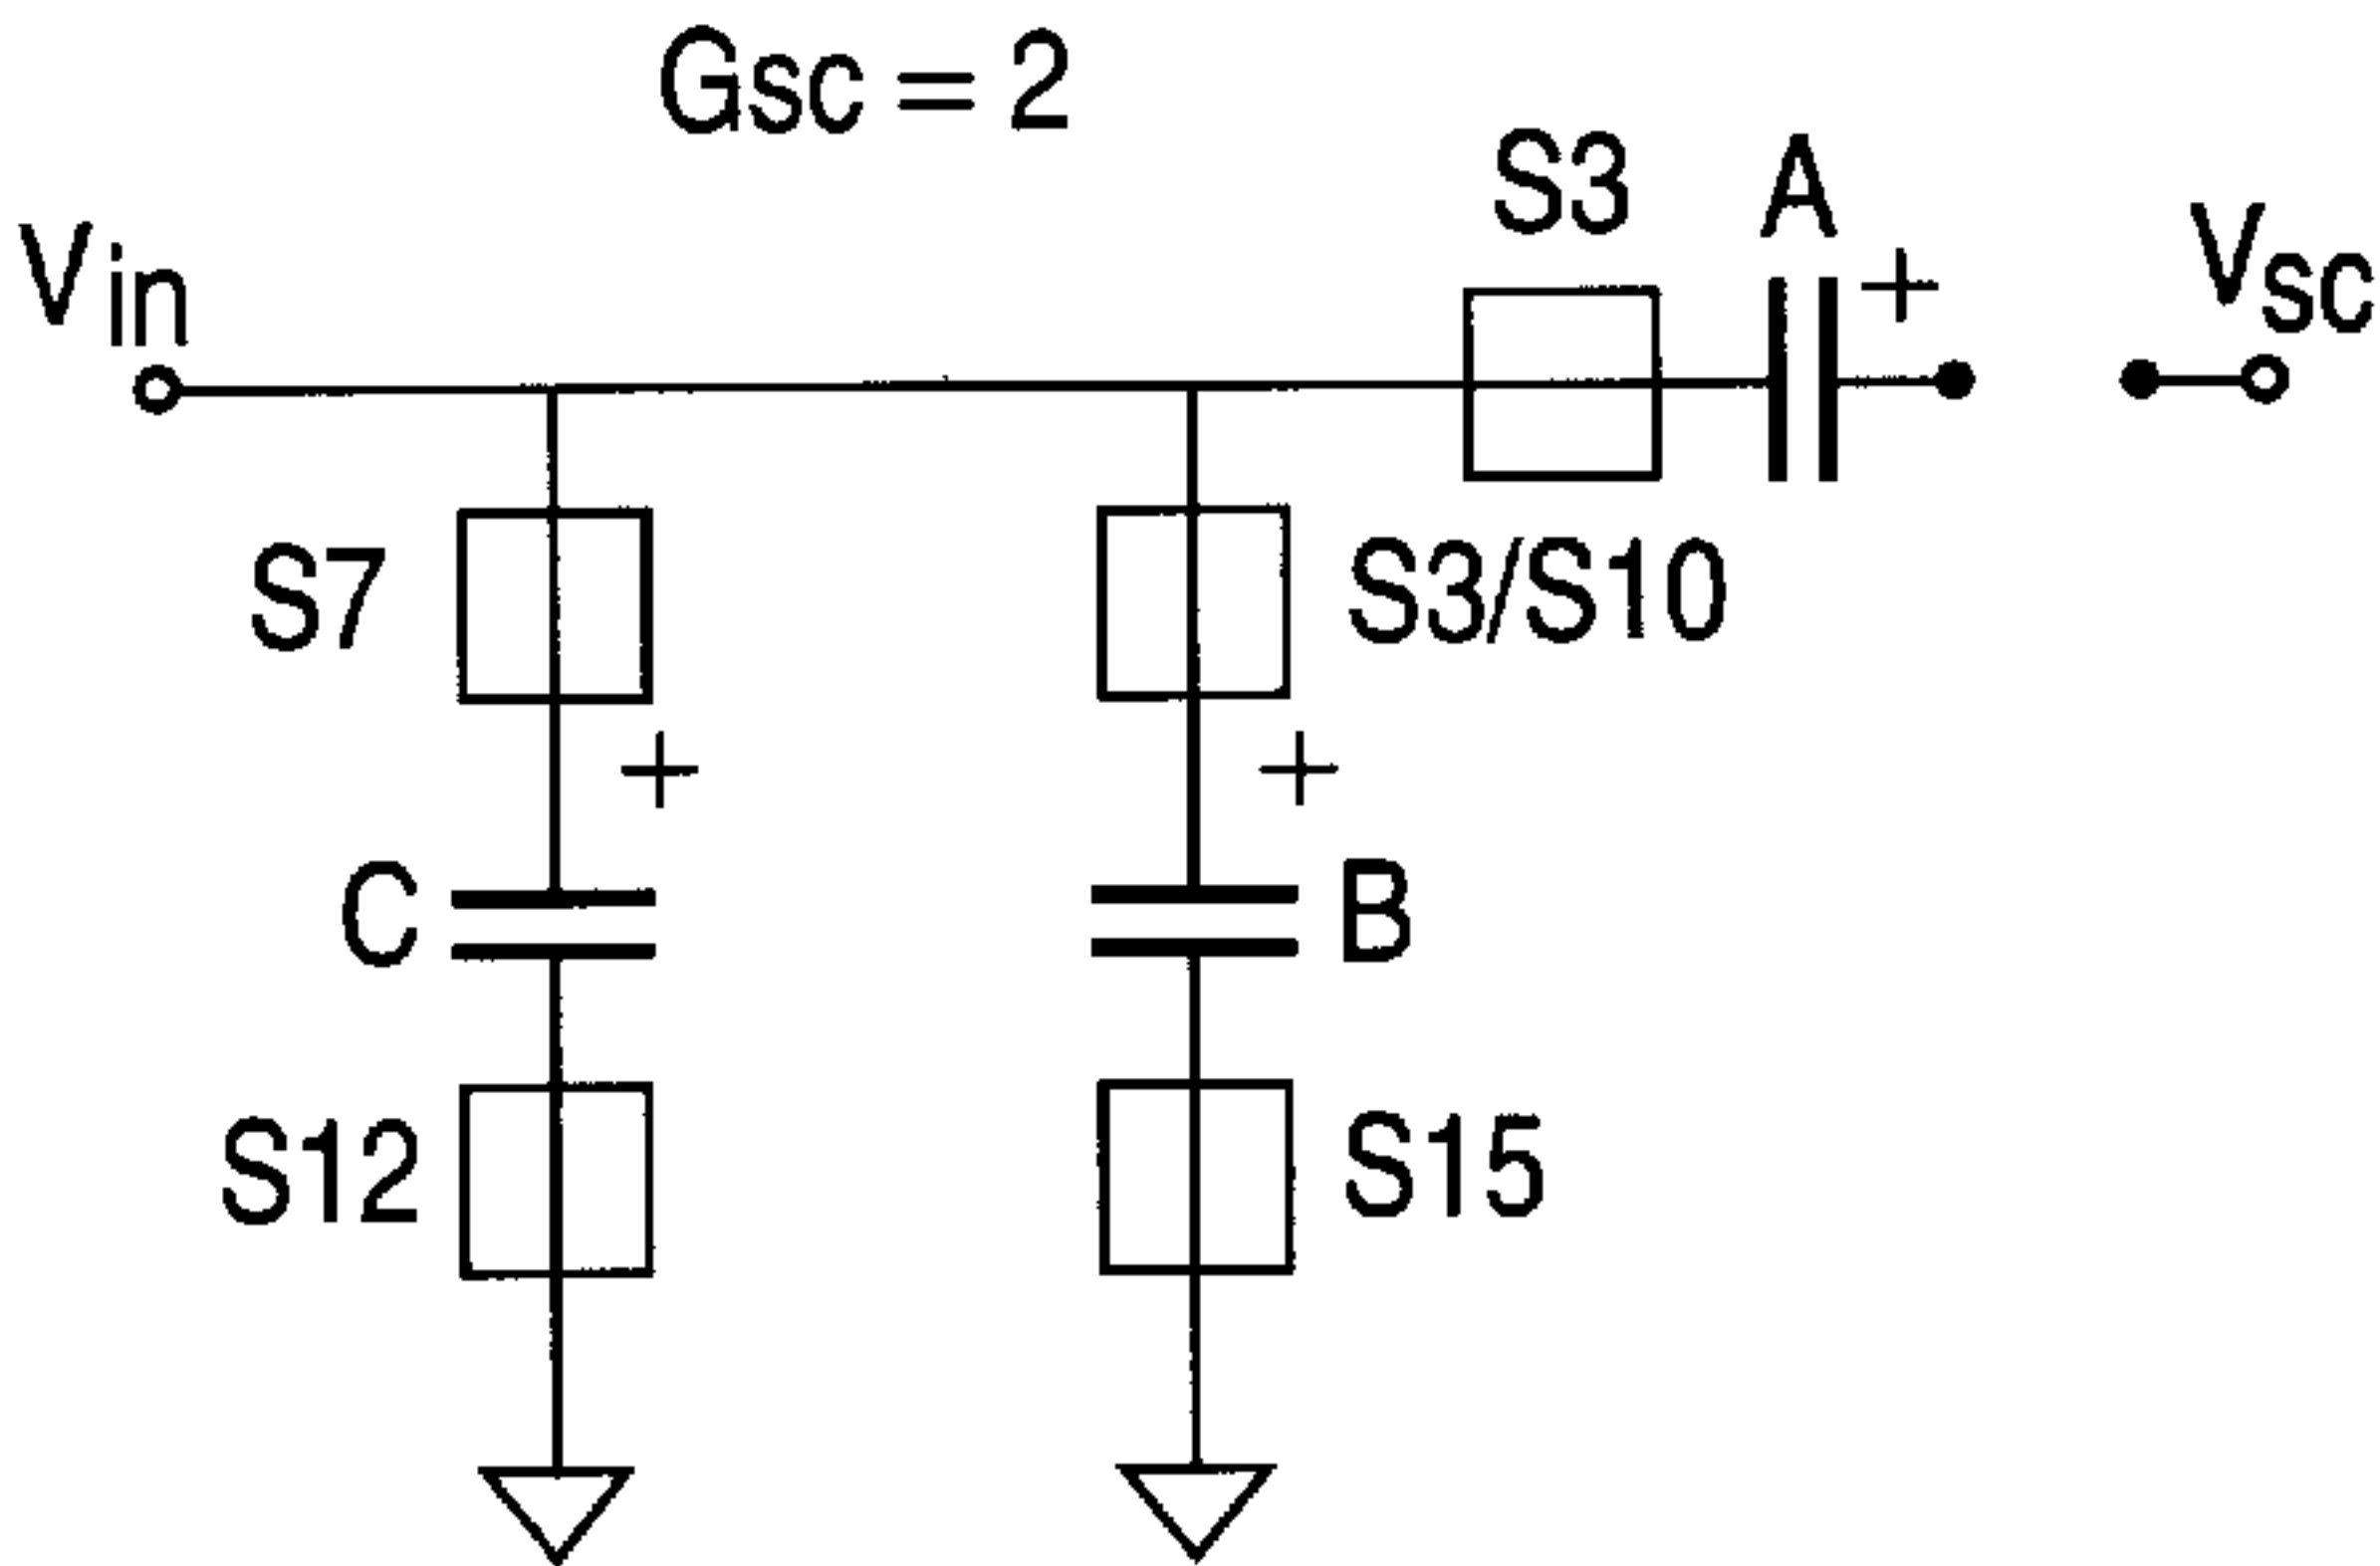 Gsc = 2
S3 A
Vin Vsc
+
S7 S3/S10
+ +
C B
S12 S15